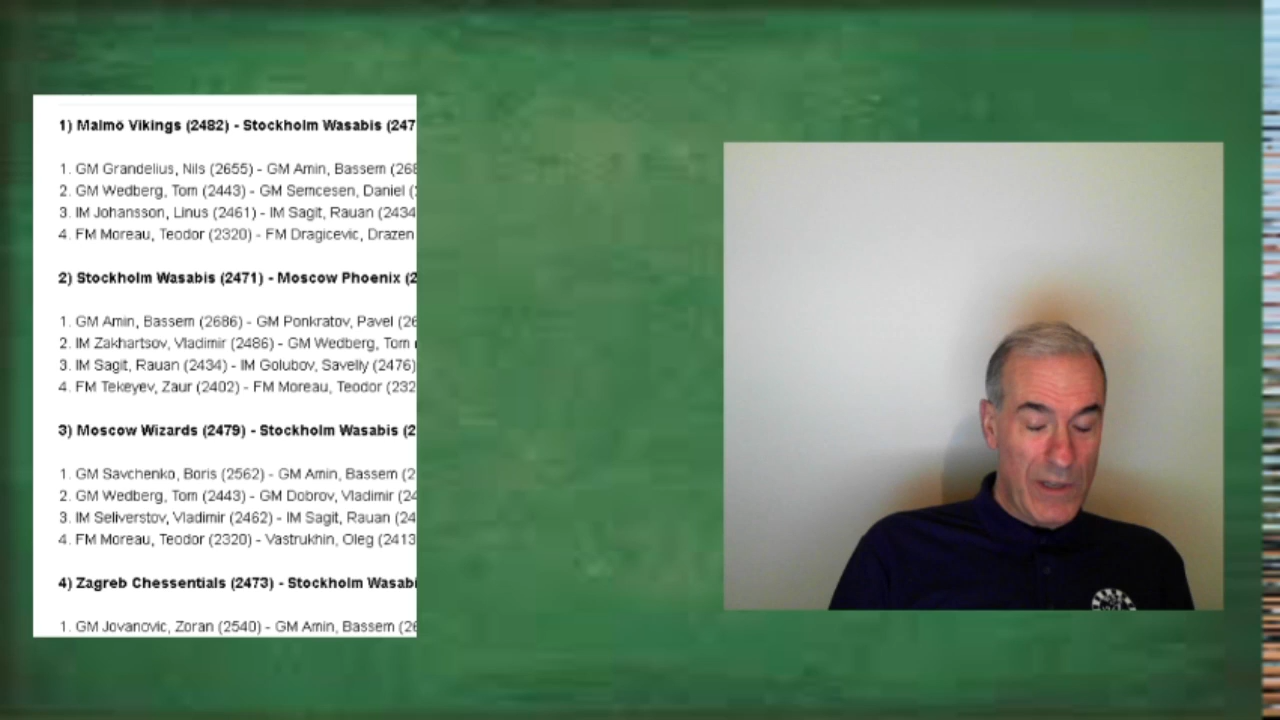 1) Malmö Vikings (2482) - Stockholm Wasabis (247
1. GM Grandelius, Nils (2655) - GM Amin, Bassem (268
2. GM Wedberg, Tom (2443) - GM Semcesen, Daniel (
3. IM Johansson, Linus (2461) - IM Sagit, Rauan (2434
4. FM Moreau, Teodor (2320) - FM Dragicevic, Drazen
2) Stockholm Wasabis (2471) - Moscow Phoenix (2
1. GM Amin, Bassem (2686) - GM Ponkratov, Pavel (26
2. IM Zakhartsov, Vladimir (2486) - GM Wedberg, Tom
3. IM Sagit, Rauan (2434) - IM Golubov, Savelly (2476)
4. FM Tekeyev, Zaur (2402) - FM Moreau, Teodor (232
3) Moscow Wizards (2479) - Stockholm Wasabis (2
1. GM Savchenko, Boris (2562) - GM Amin, Bassem (2
2. GM Wedberg, Tom (2443) - GM Dobrov, Vladimir (24
3. IM Seliverstov, Vladimir (2462) - IM Sagit, Rauan (24
4. FM Moreau, Teodor (2320) - Vastrukhin, Oleg (2413
4) Zagreb Chessentials (2473) - Stockholm Wasabi
1. GM Jovanovic, Zoran (2540) - GM Amin, Bassem (26